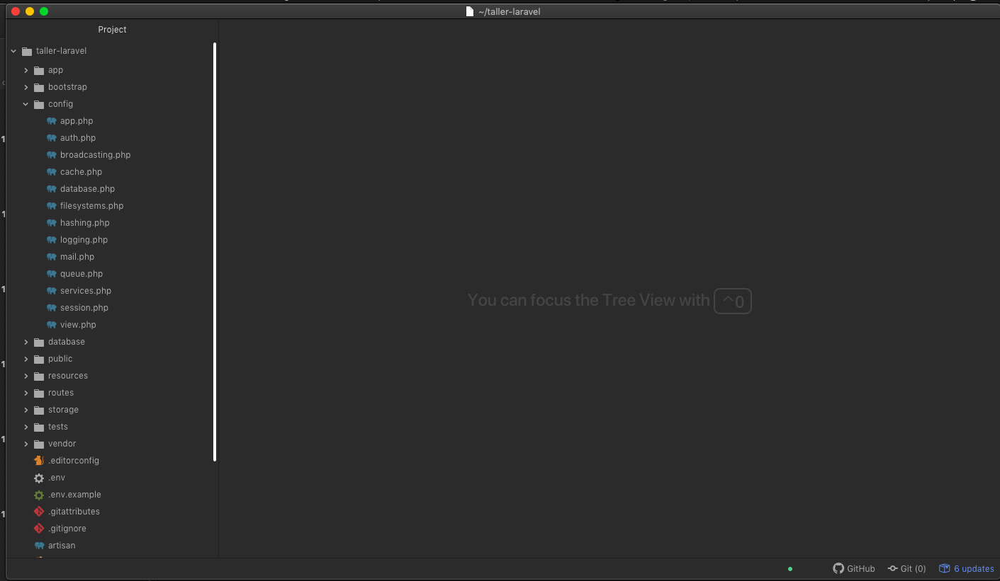 ~/taller-laravel
Project
taller-laravel
app
bootstrap
config
app.php
auth.php
broadcasting.php
cache.php
database.php
filesystems.php
hashing.php
logging.php
mail.php
queue.php
services.php
session.php
view.php
database
public
resources
routes
storage
tests
vendor
.editorconfig
.env
.env.example
.gitattributes
.gitignore
artisan
You can focus the Tree View with ^0
GitHub
Git (0)
6 updates